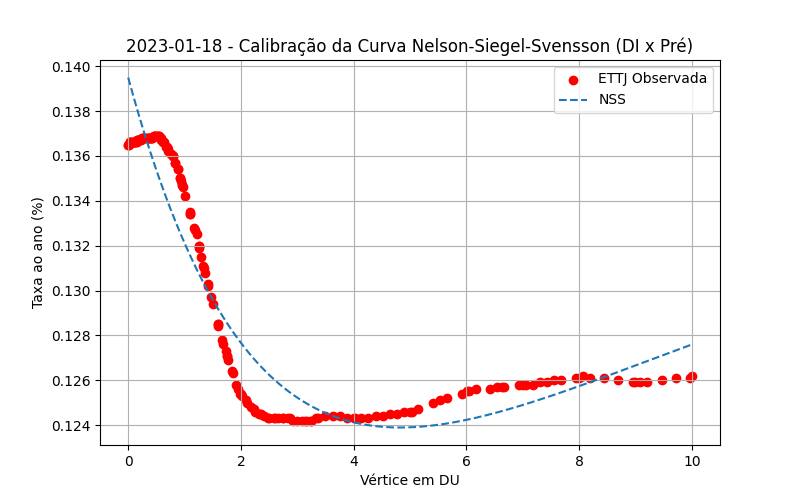 2023-01-18 - Calibração da Curva Nelson-Siegel-Svensson (DI x Pré)
ETTJ Observada
NSS
Taxa ao ano (%)
0.140
0.138
0.136
0.134
0.132
0.130
0.128
0.126
0.124
0 2 4 6 8 10
Vértice em DU